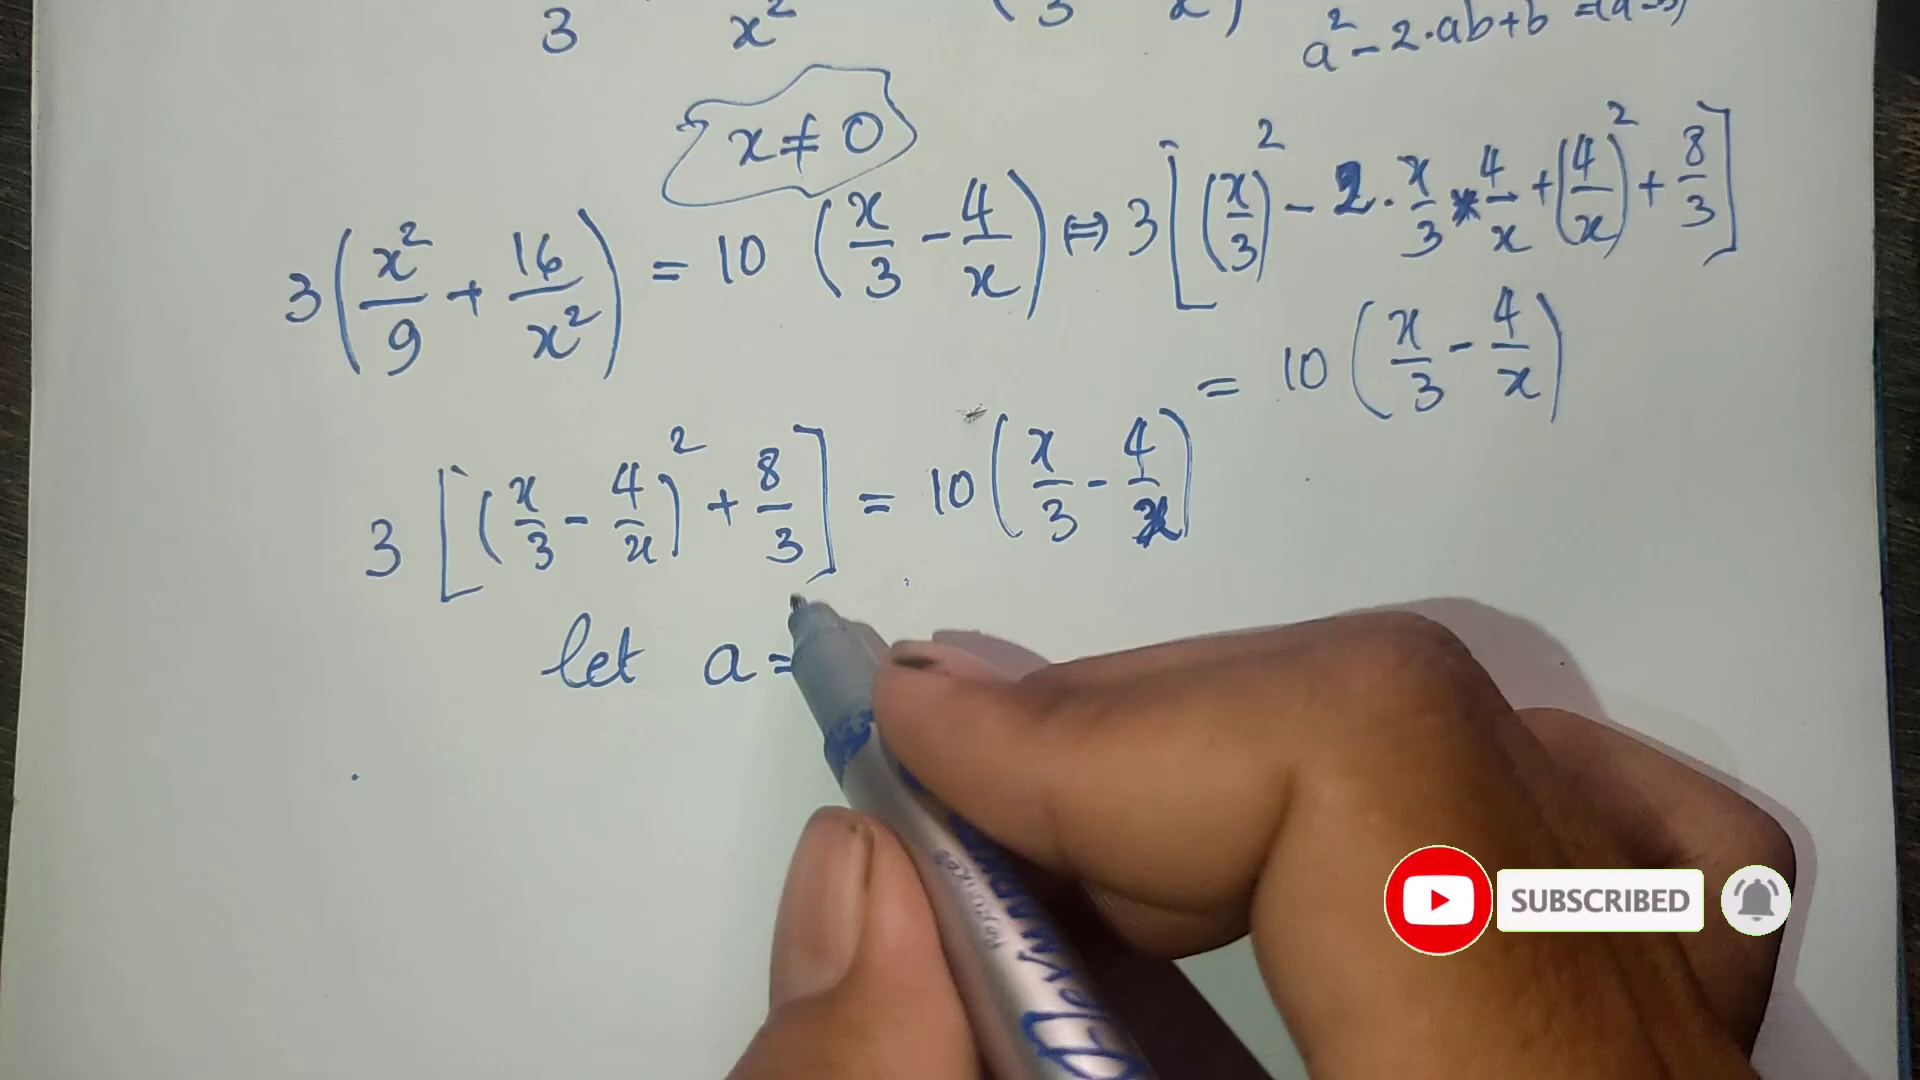 3 x² ( 3 x )
a² - 2·ab+b =(a-b)
x ≠ 0
3(x²/9 + 16/x²) = 10 (x/3 - 4/x) ⇔ 3[(x/3)² - 2·x/3 * 4/x + (4/x)² + 8/3]
= 10 (x/3 - 4/x)
3 [(x/3 - 4/x)² + 8/3] = 10(x/3 - 4/x)
let a =
SUBSCRIBED